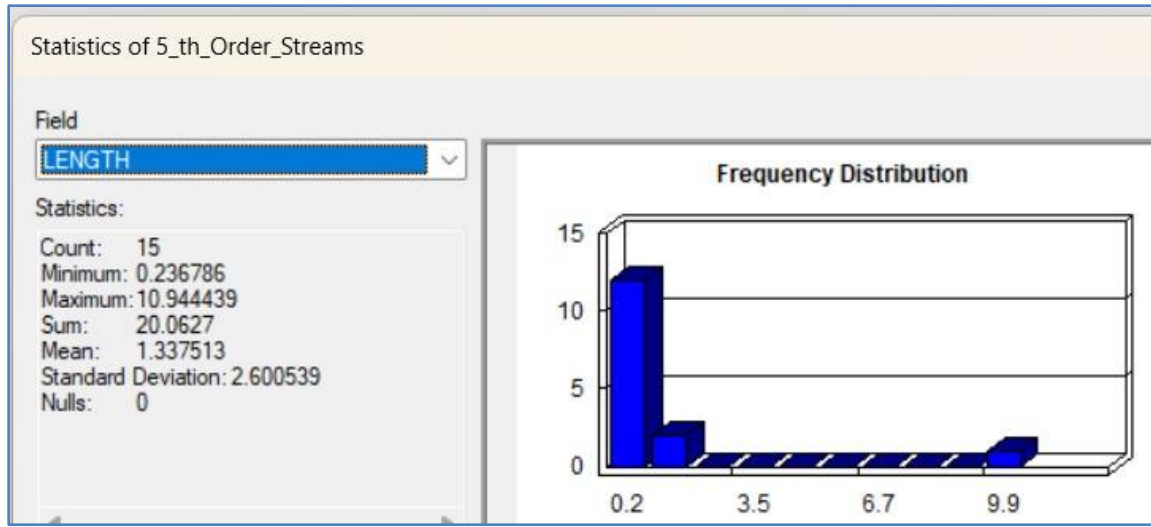 Statistics of 5_th_Order_Streams
Field
LENGTH
Statistics:
Count: 15
Minimum: 0.236786
Maximum: 10.944439
Sum: 20.0627
Mean: 1.337513
Standard Deviation: 2.600539
Nulls: 0
Frequency Distribution
15
10
5
0
0.2 3.5 6.7 9.9